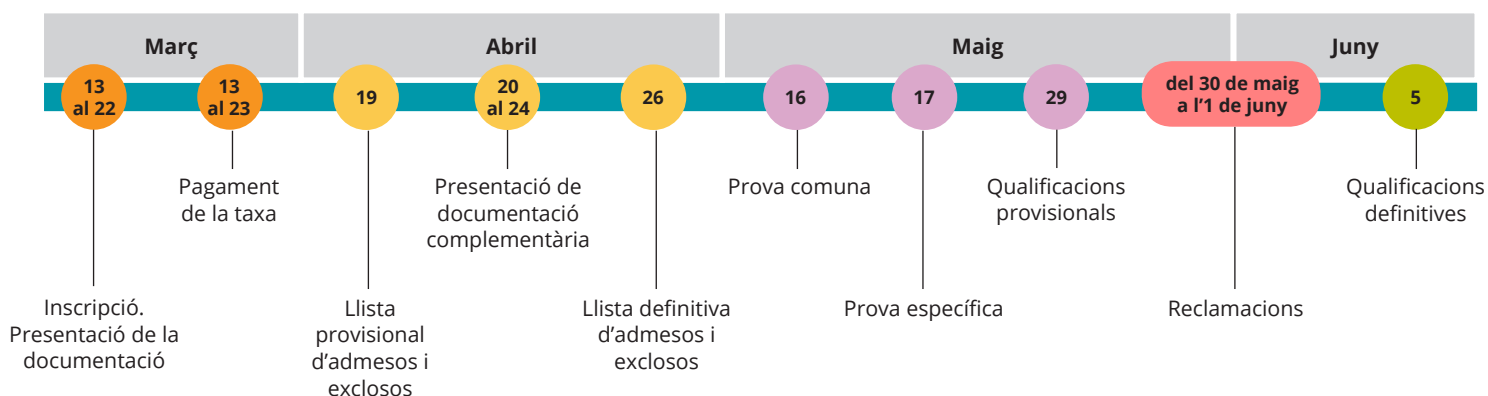 Març
Abril
Maig
Juny
13
al 22
13
al 23
19
20
al 24
26
16
17
29
del 30 de maig
a l’1 de juny
5
Pagament
de la taxa
Presentació de
documentació
complementària
Prova comuna
Qualificacions
provisionals
Qualificacions
definitives
Inscripció.
Presentació de la
documentació
Llista
provisional
d’admesos i
exclosos
Llista definitiva
d’admesos i
exclosos
Prova específica
Reclamacions